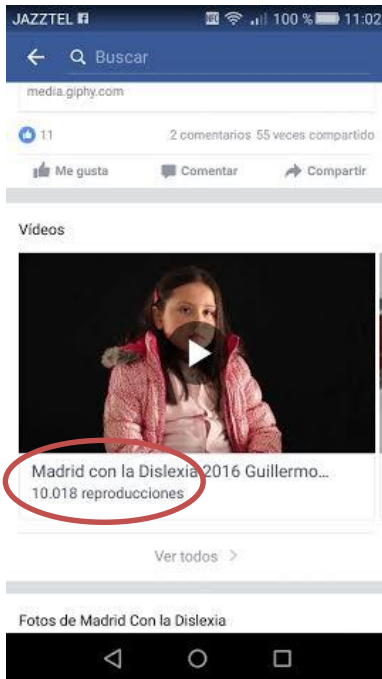 JAZZTEL 100 % 11:02
Buscar
media.giphy.com
11 2 comentarios 55 veces compartido
Me gusta Comentar Compartir
Vídeos
Madrid con la Dislexia 2016 Guillermo...
10.018 reproducciones
Ver todos
Fotos de Madrid Con la Dislexia